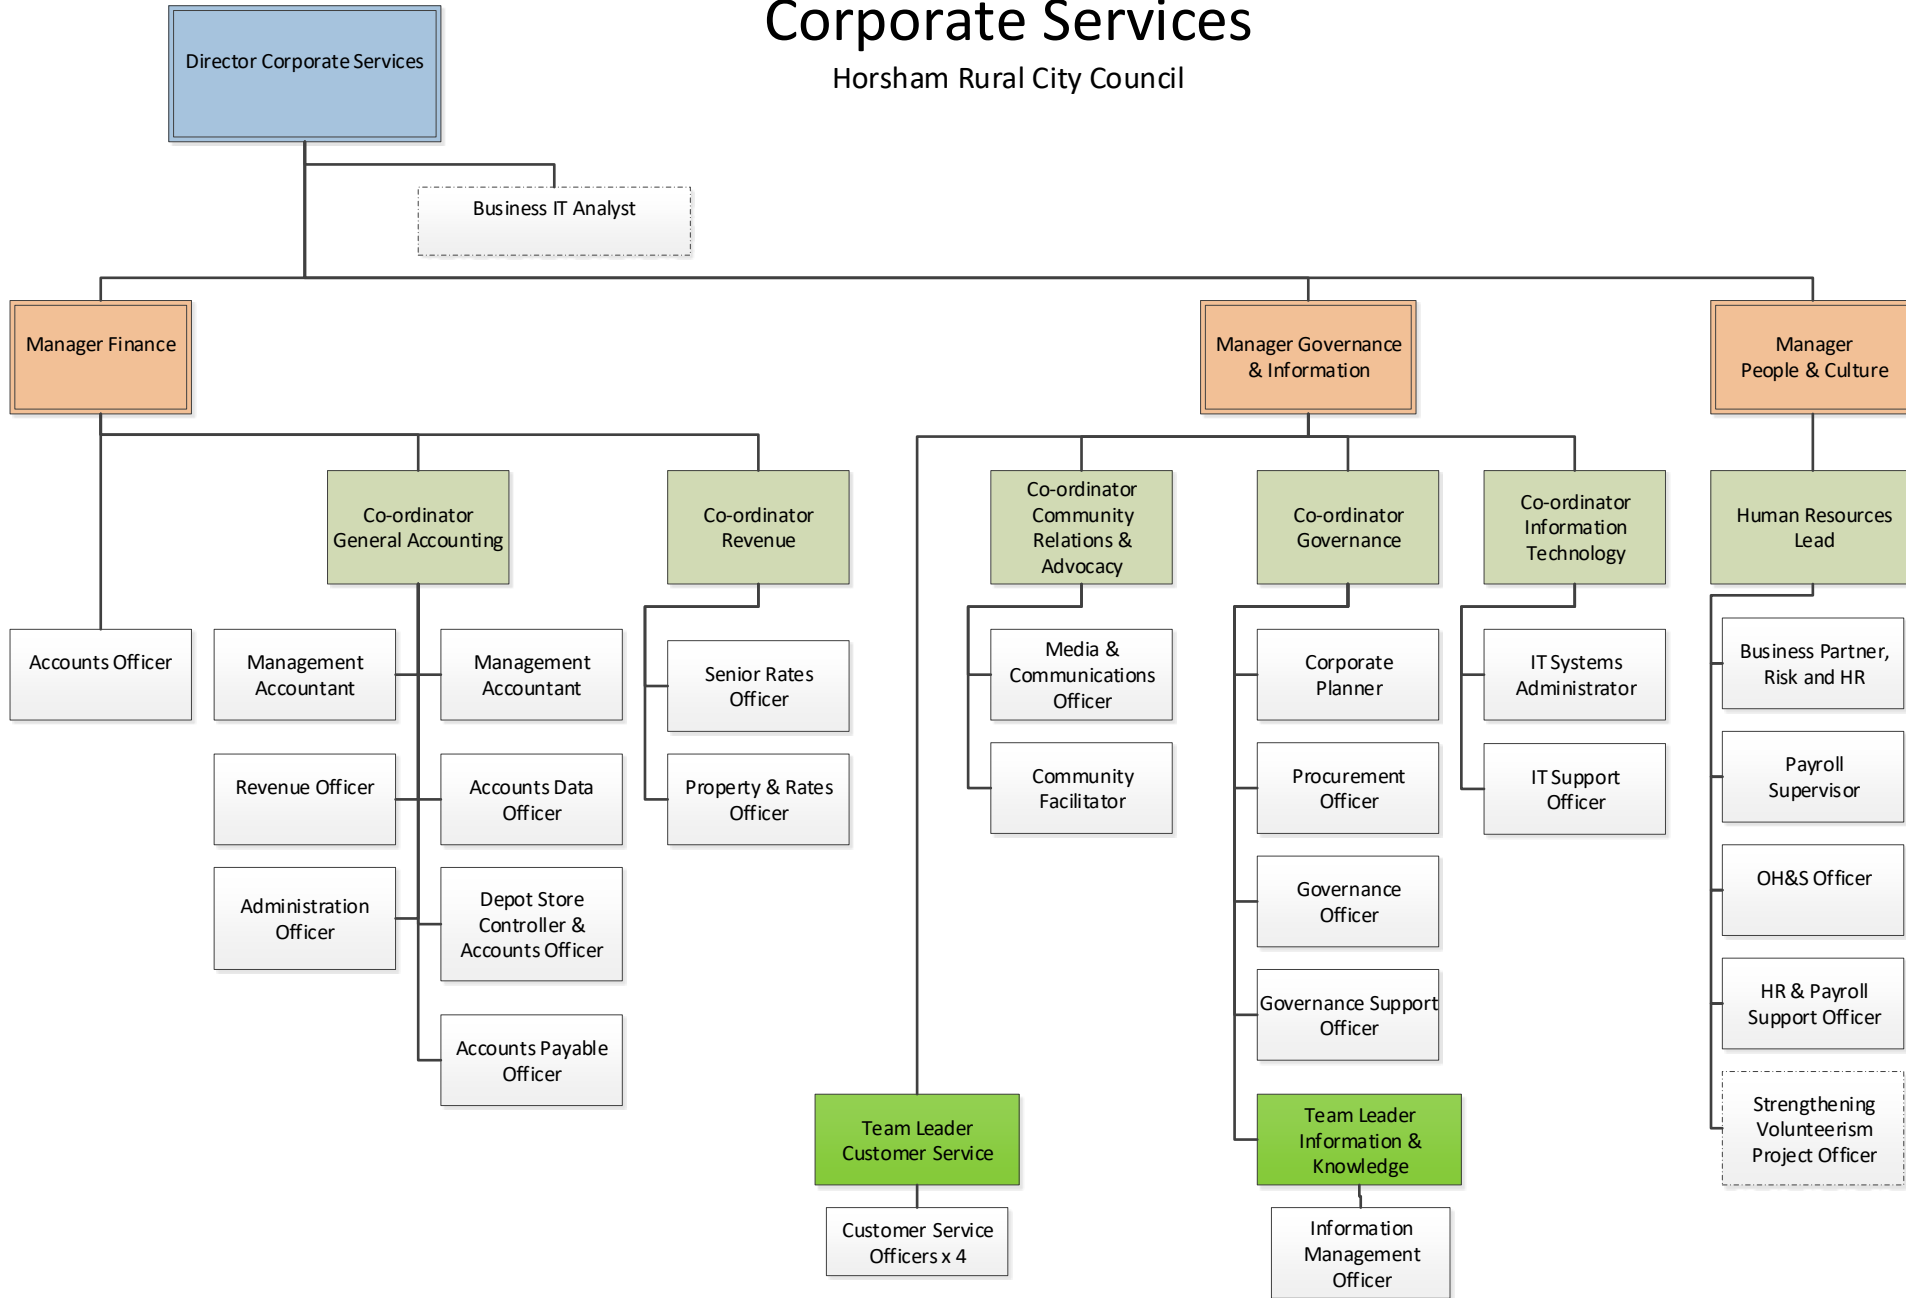 Corporate Services
Horsham Rural City Council
Director Corporate Services
Business IT Analyst
Manager Finance
Manager Governance
& Information
Manager
People & Culture
Co-ordinator
General Accounting
Co-ordinator
Revenue
Co-ordinator
Community
Relations &
Advocacy
Co-ordinator
Governance
Co-ordinator
Information
Technology
Human Resources
Lead
Accounts Officer
Management
Accountant
Management
Accountant
Revenue Officer
Accounts Data
Officer
Administration
Officer
Depot Store
Controller &
Accounts Officer
Accounts Payable
Officer
Senior Rates
Officer
Property & Rates
Officer
Media &
Communications
Officer
Community
Facilitator
Corporate
Planner
Procurement
Officer
Governance
Officer
Governance Support
Officer
IT Systems
Administrator
IT Support
Officer
Business Partner,
Risk and HR
Payroll
Supervisor
OH&S Officer
HR & Payroll
Support Officer
Strengthening
Volunteerism
Project Officer
Team Leader
Customer Service
Customer Service
Officers x 4
Team Leader
Information &
Knowledge
Information
Management
Officer